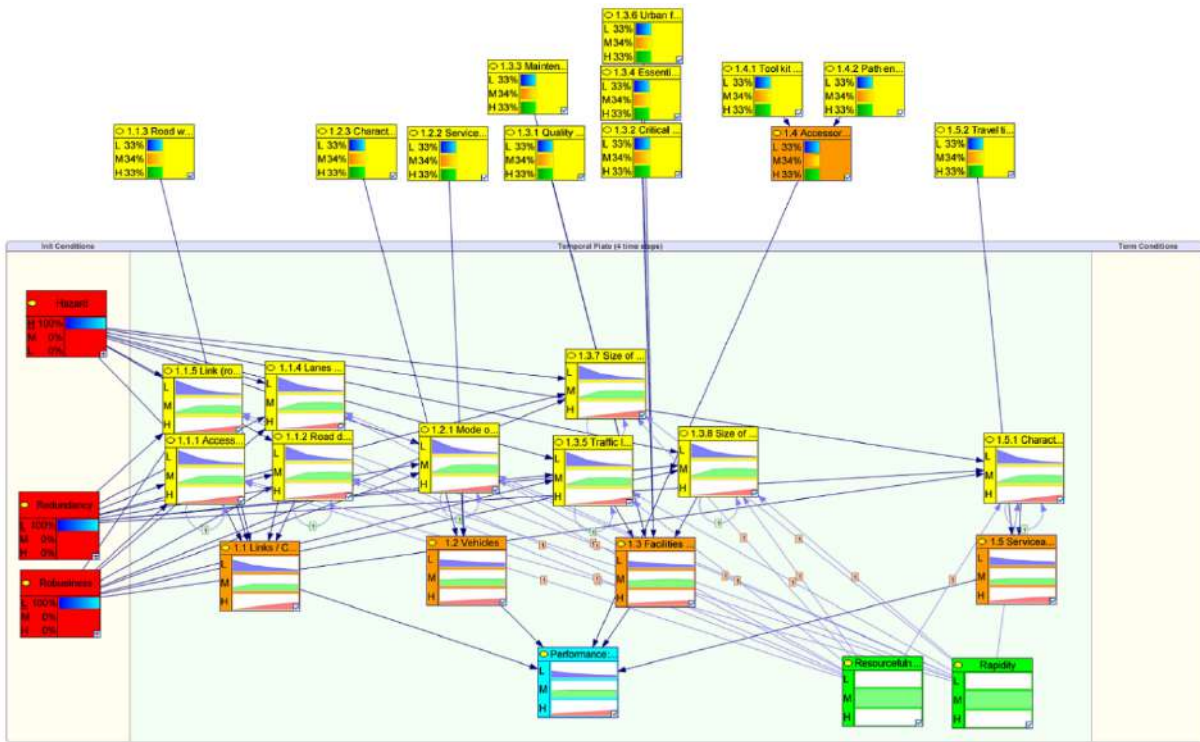 1.3.6 Urban f...
L 33%
M 34%
H 33%
1.3.3 Mainten...
L 33%
M 34%
H 33%
1.3.4 Essenti...
L 33%
M 34%
H 33%
1.4.1 Tool kit ...
L 33%
M 34%
H 33%
1.4.2 Path en...
L 33%
M 34%
H 33%
1.1.3 Road w...
L 33%
M 34%
H 33%
1.2.3 Charact...
L 33%
M 34%
H 33%
1.2.2 Service...
L 33%
M 34%
H 33%
1.3.1 Quality ...
L 33%
M 34%
H 33%
1.3.2 Critical ...
L 33%
M 34%
H 33%
1.4 Accessor...
L 33%
M 34%
H 33%
1.5.2 Travel ti...
L 33%
M 34%
H 33%
Init Conditions
Temporal Plate (4 time steps)
Term Conditions
Hazard
H 100%
M 0%
L 0%
1.1.5 Link (ro...
L
M
H
1.1.4 Lanes ...
L
M
1.3.7 Size of ...
L
M
H
1.1.1 Access...
L
M
H
1.1.2 Road d...
L
M
H
1.2.1 Mode o...
L
M
H
1.3.5 Traffic l...
L
M
H
1.3.8 Size of ...
L
M
H
1.5.1 Charact...
L
M
H
Redundancy
L 100%
M 0%
H 0%
Robustness
L 100%
M 0%
H 0%
1.1 Links / C...
L
M
H
1.2 Vehicles
L
M
H
1.3 Facilities ...
L
M
H
1.5 Servicea...
L
M
H
Performance:...
L
M
H
Resourcefuln...
L
M
H
Rapidity
L
M
H